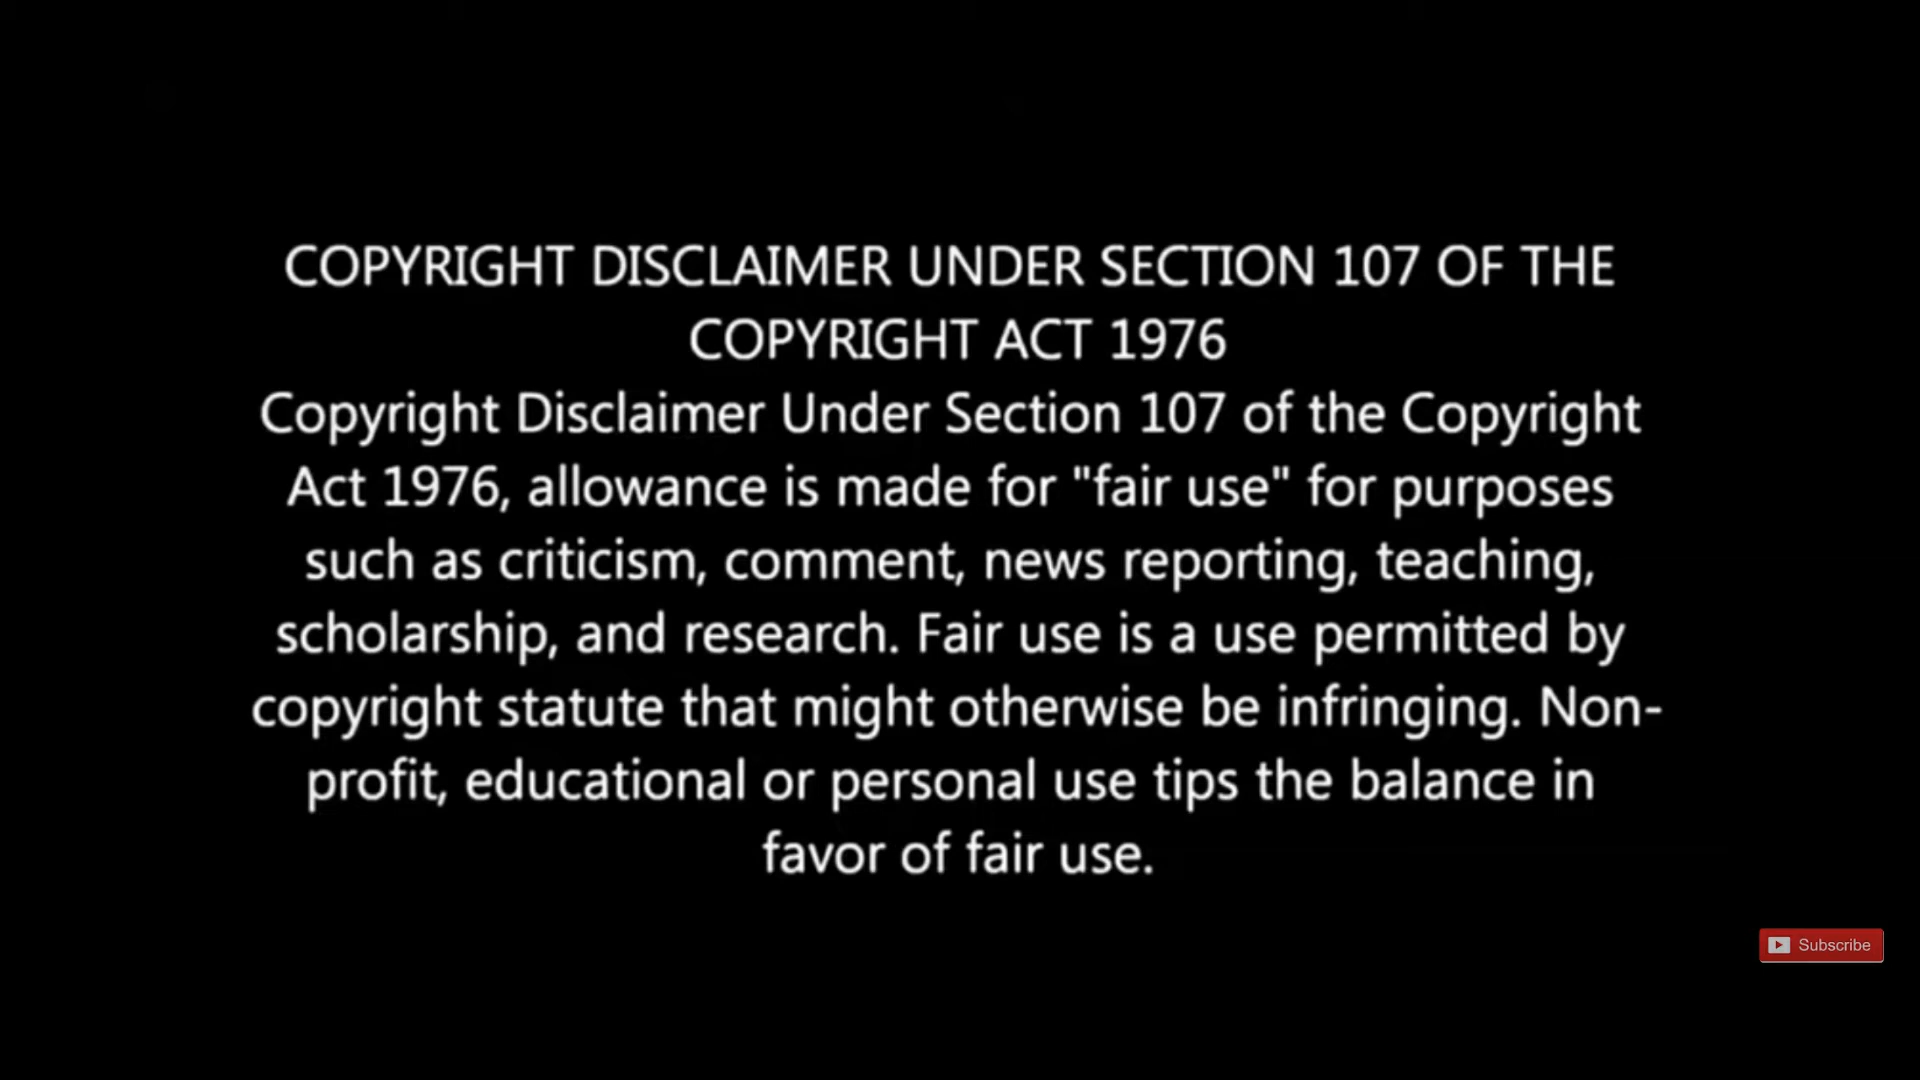 COPYRIGHT DISCLAIMER UNDER SECTION 107 OF THE
COPYRIGHT ACT 1976
Copyright Disclaimer Under Section 107 of the Copyright
Act 1976, allowance is made for "fair use" for purposes
such as criticism, comment, news reporting, teaching,
scholarship, and research. Fair use is a use permitted by
copyright statute that might otherwise be infringing. Non-
profit, educational or personal use tips the balance in
favor of fair use.
Subscribe